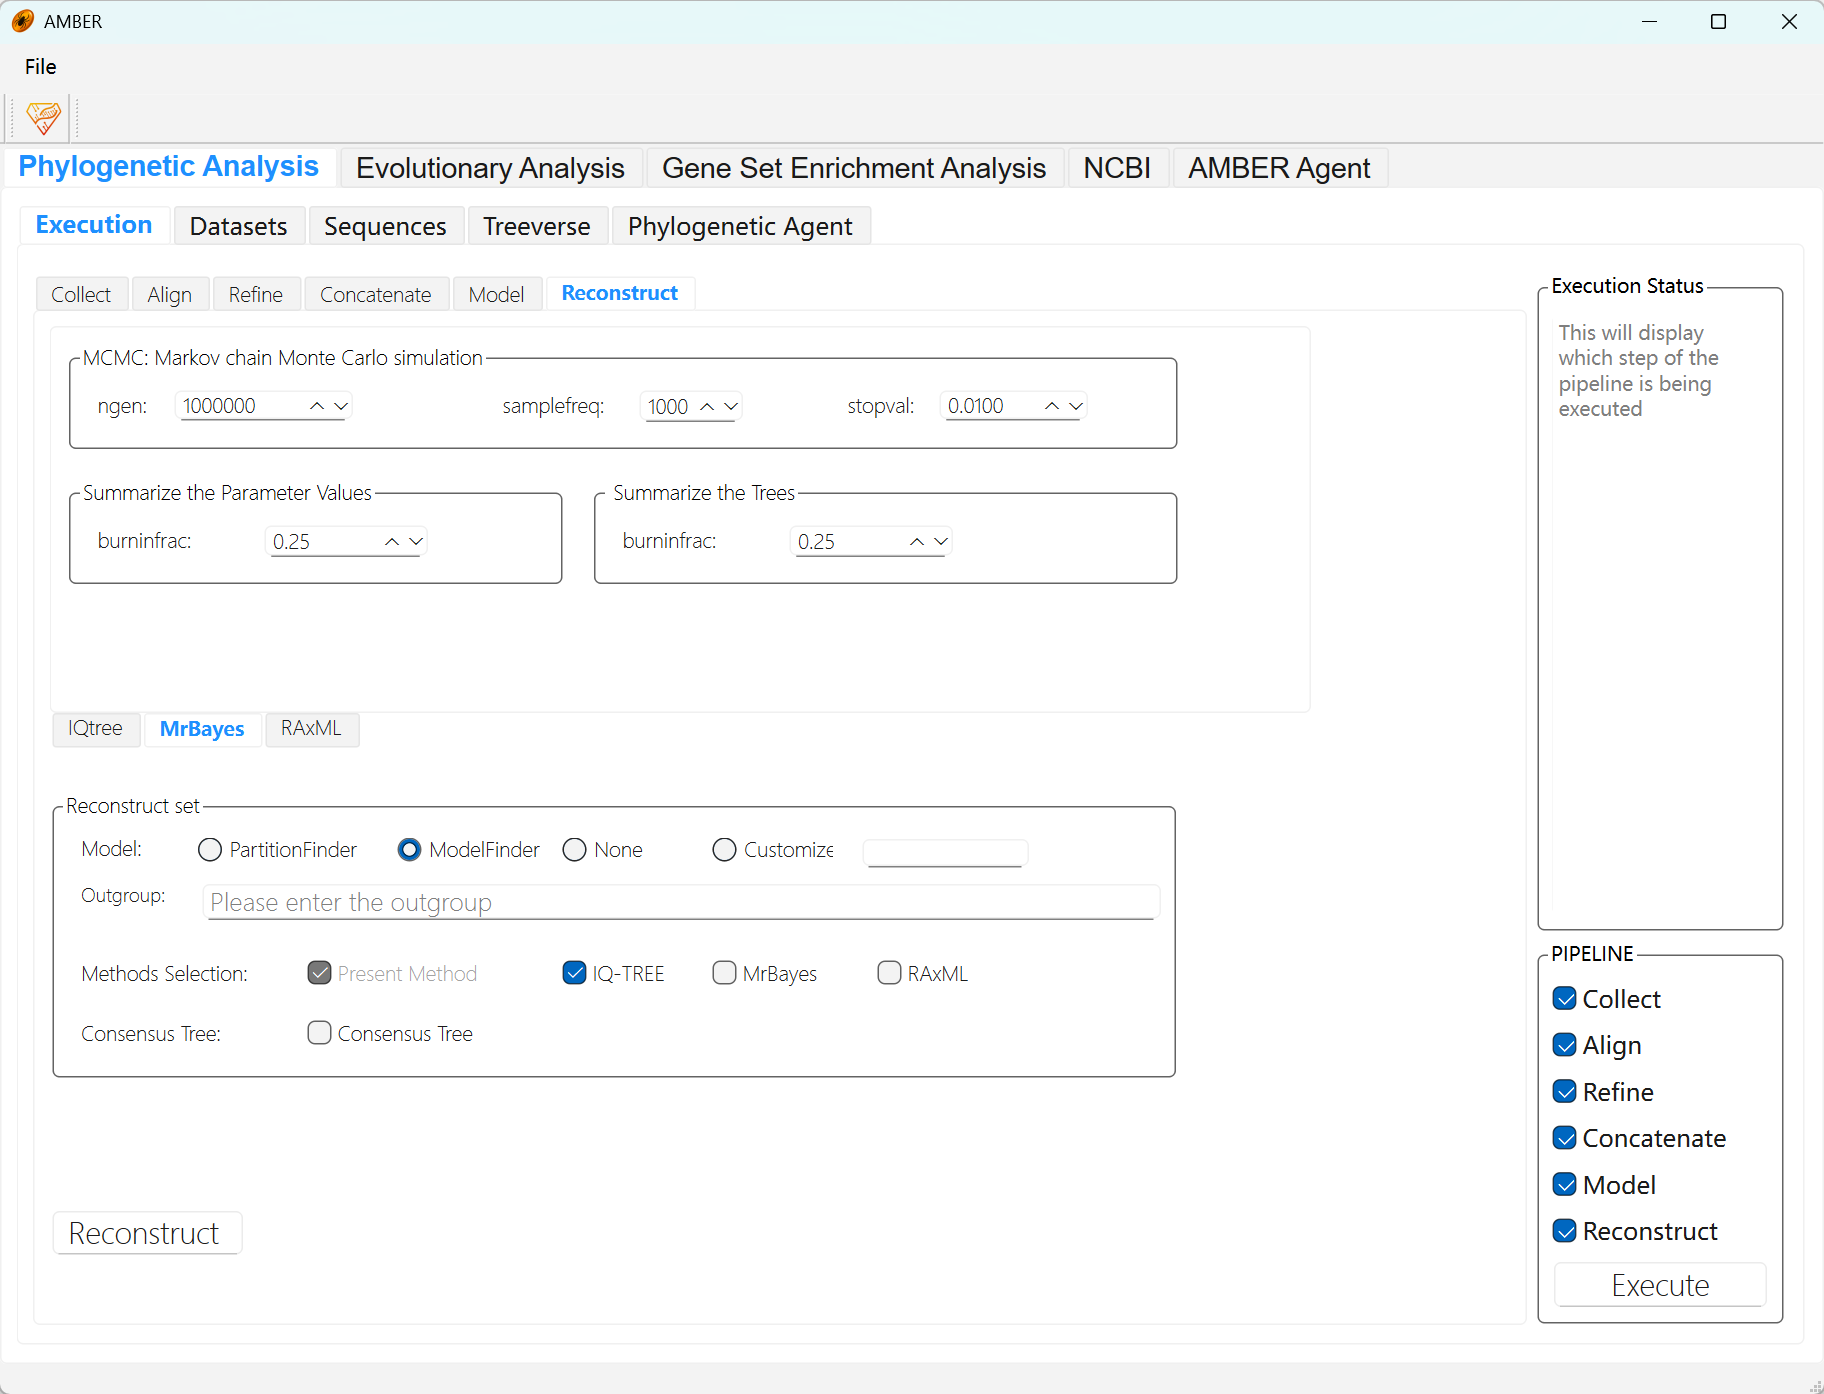 AMBER
File
Phylogenetic Analysis Evolutionary Analysis Gene Set Enrichment Analysis NCBI AMBER Agent
Execution Datasets Sequences Treeverse Phylogenetic Agent
Collect Align Refine Concatenate Model Reconstruct
MCMC: Markov chain Monte Carlo simulation
ngen: 1000000 samplefreq: 1000 stopval: 0.0100
Summarize the Parameter Values
burninfrac: 0.25
Summarize the Trees
burninfrac: 0.25
IQtree MrBayes RAxML
Reconstruct set
Model: PartitionFinder ModelFinder None Customize
Outgroup: Please enter the outgroup
Methods Selection: Present Method IQ-TREE MrBayes RAxML
Consensus Tree: Consensus Tree
Reconstruct
Execution Status
This will display
which step of the
pipeline is being
executed
PIPELINE
Collect
Align
Refine
Concatenate
Model
Reconstruct
Execute